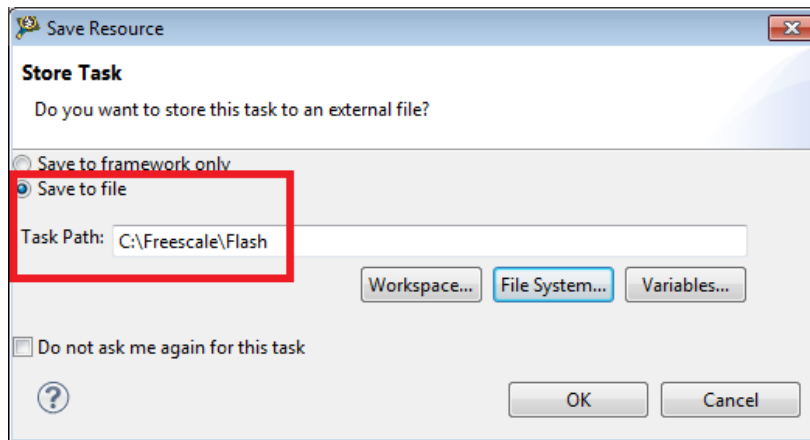 Save Resource
Store Task
Do you want to store this task to an external file?
Save to framework only
Save to file
Task Path: C:\Freescale\Flash
Workspace... File System... Variables...
Do not ask me again for this task
? OK Cancel